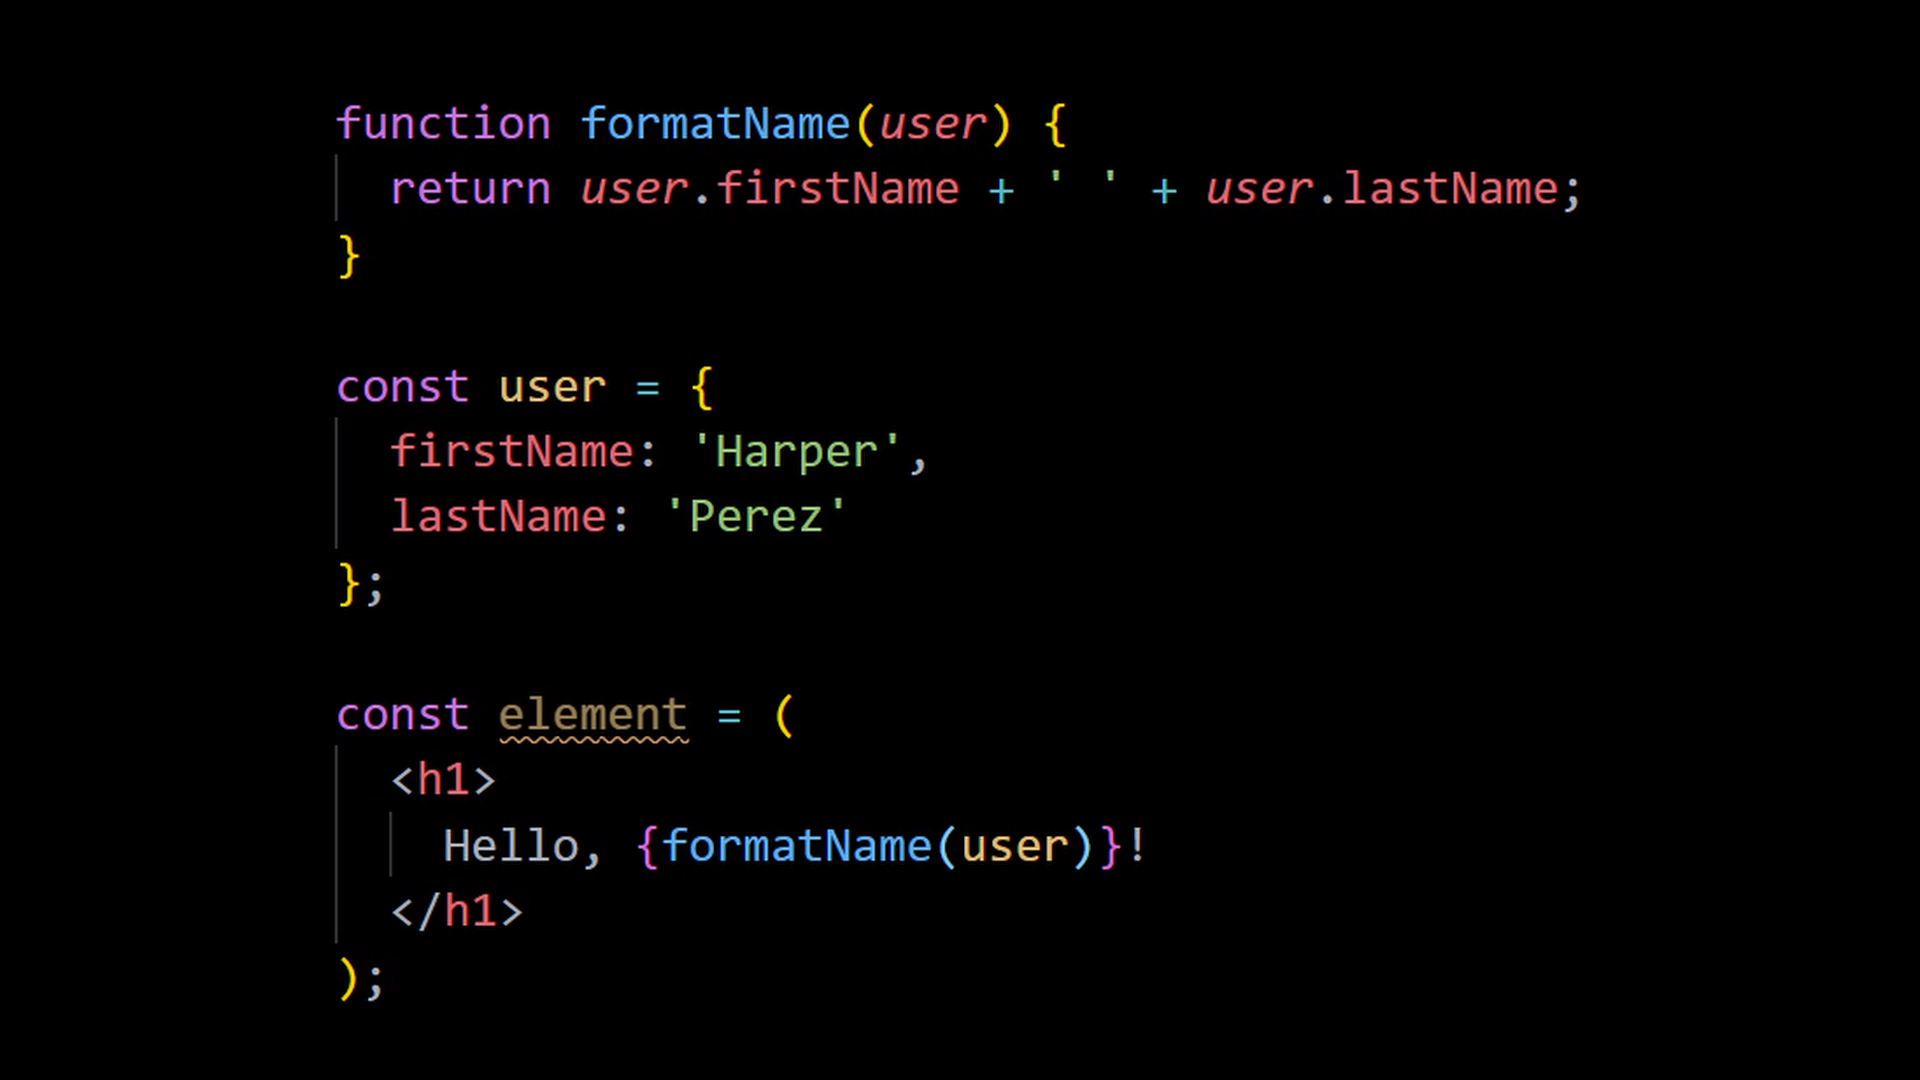 function formatName(user) {
  return user.firstName + ' ' + user.lastName;
}
const user = {
  firstName: 'Harper',
  lastName: 'Perez'
};
const element = (
  <h1>
    Hello, {formatName(user)}!
  </h1>
);